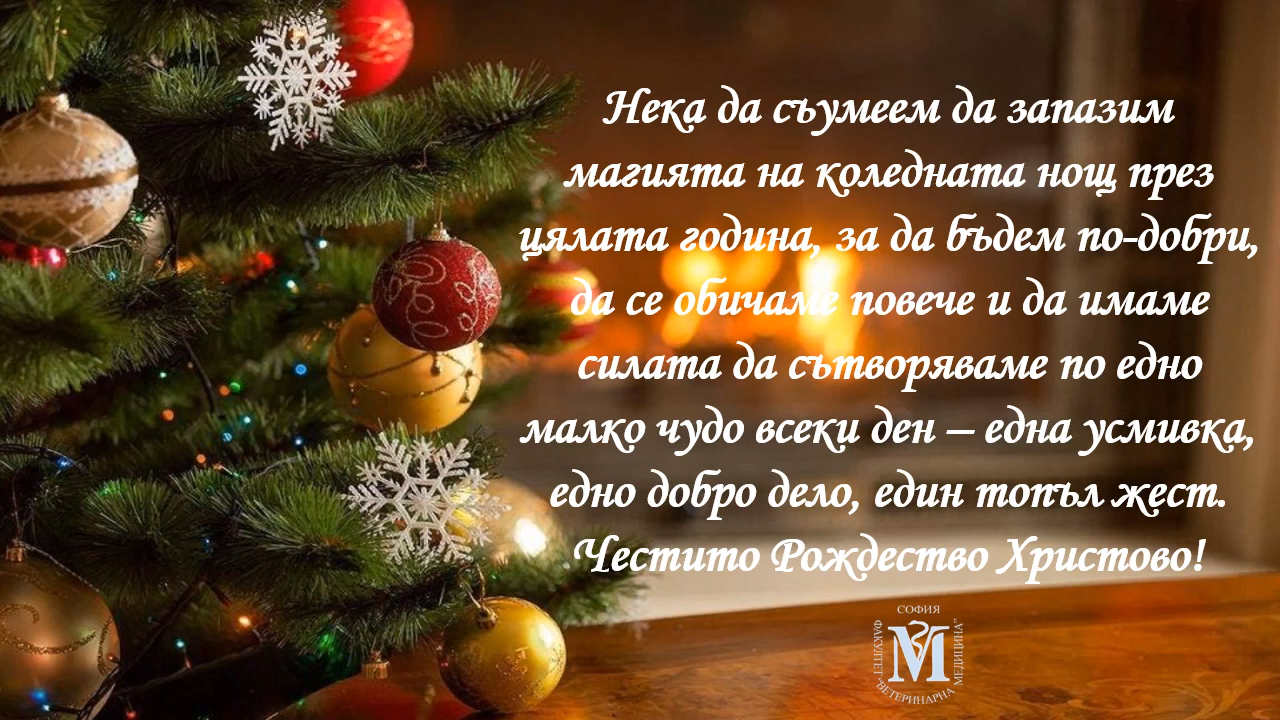 Нека да съумеем да запазим
магията на коледната нощ през
цялата година, за да бъдем по-добри,
да се обичаме повече и да имаме
силата да сътворяваме по едно
малко чудо всеки ден – една усмивка,
едно добро дело, един топъл жест.
Честито Рождество Христово!
СОФИЯ
ФАКУЛТЕТ „ВЕТЕРИНАРНА МЕДИЦИНА”
М